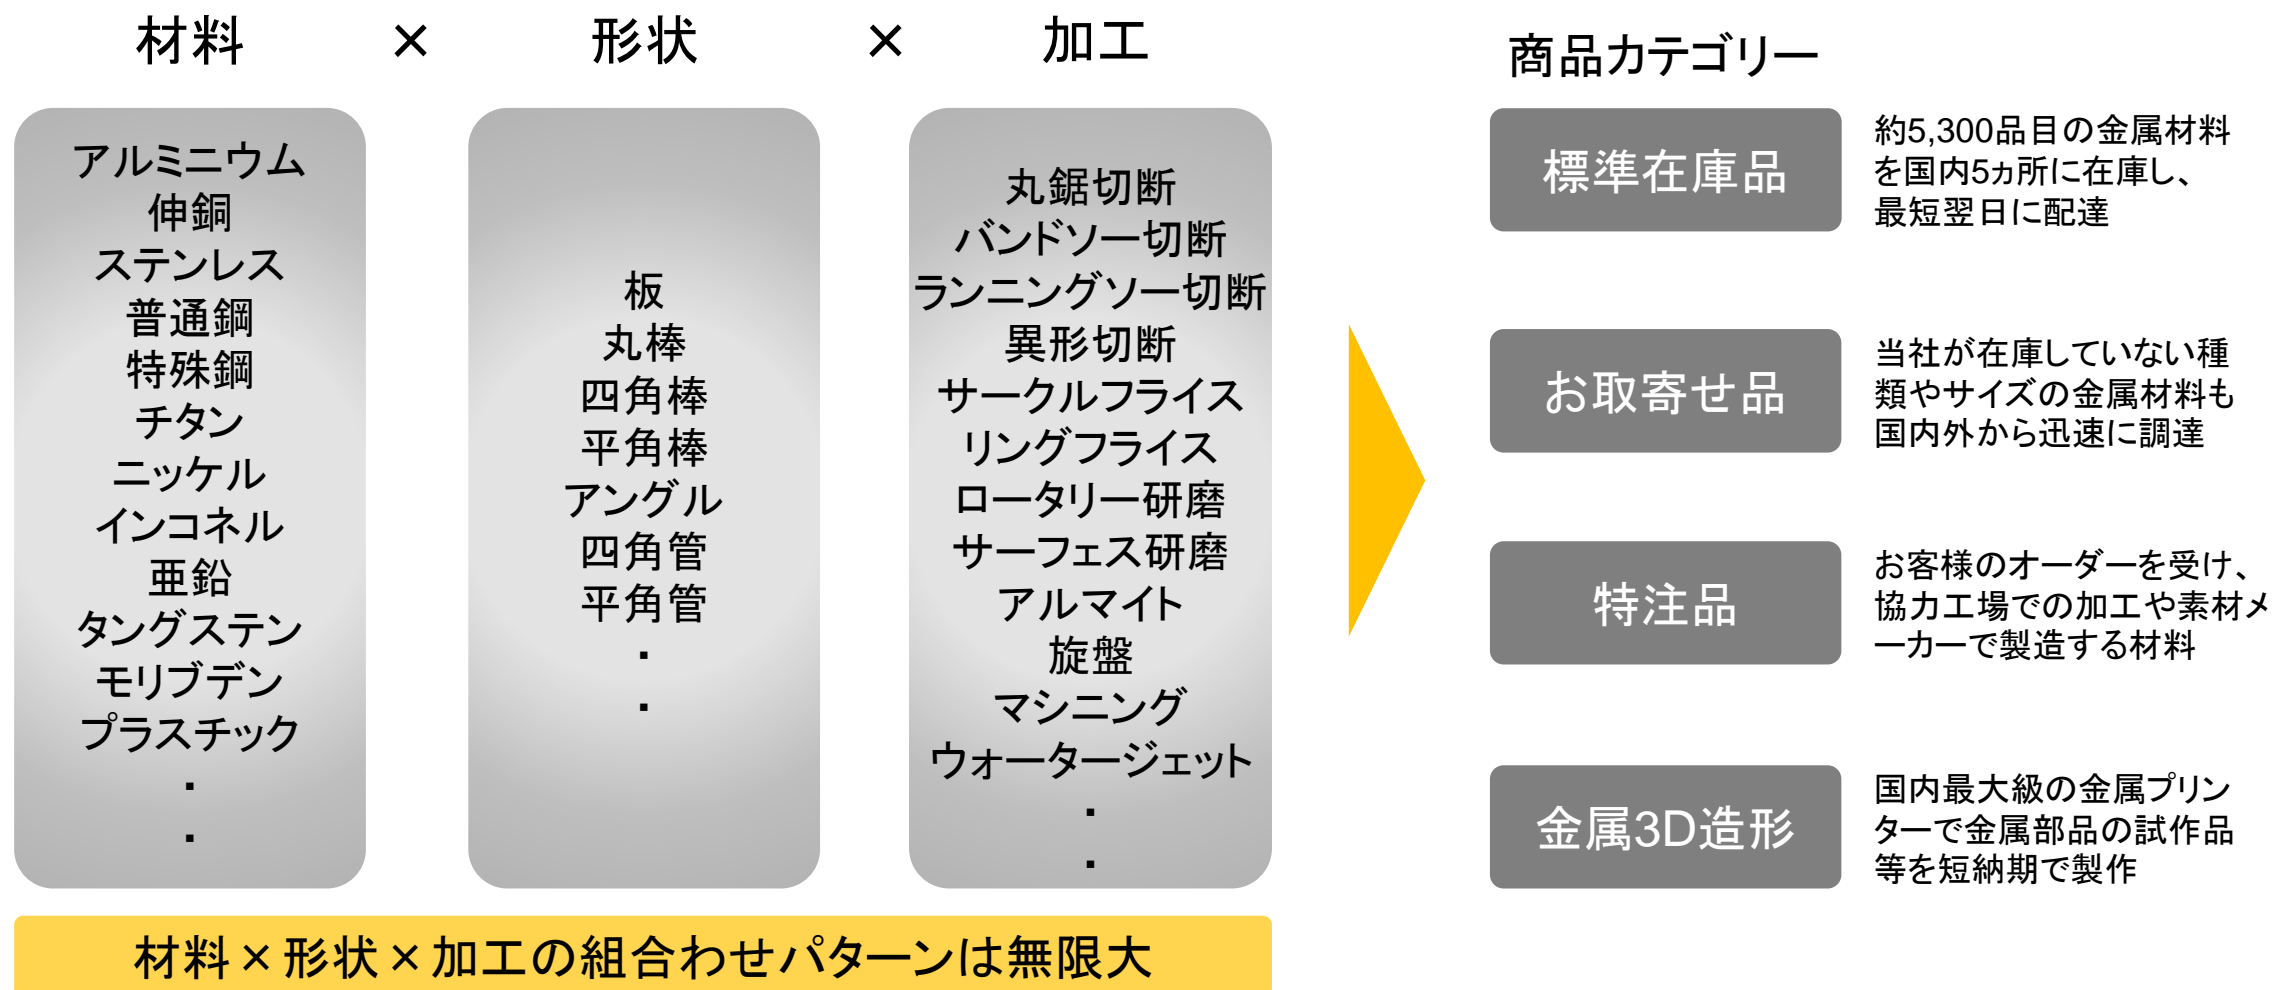 材料 × 形状 × 加工
アルミニウム
伸銅
ステンレス
普通鋼
特殊鋼
チタン
ニッケル
インコネル
亜鉛
タングステン
モリブデン
プラスチック
・
・
板
丸棒
四角棒
平角棒
アングル
四角管
平角管
・
・
丸鋸切断
バンドソー切断
ランニングソー切断
異形切断
サークルフライス
リングフライス
ロータリー研磨
サーフェス研磨
アルマイト
旋盤
マシニング
ウォータージェット
・
・
材料×形状×加工の組合わせパターンは無限大
商品カテゴリー
標準在庫品
約5,300品目の金属材料
を国内5ヵ所に在庫し、
最短翌日に配達
お取寄せ品
当社が在庫していない種
類やサイズの金属材料も
国内外から迅速に調達
特注品
お客様のオーダーを受け、
協力工場での加工や素材メ
ーカーで製造する材料
金属3D造形
国内最大級の金属プリン
ターで金属部品の試作品
等を短納期で製作